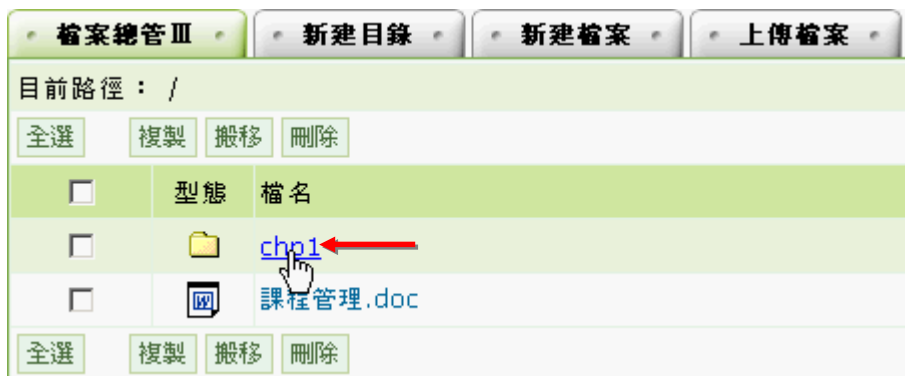 檔案總管Ⅲ 新建目錄 新建檔案 上傳檔案
目前路徑： /
全選 複製 搬移 刪除
型態 檔名
chp1
課程管理.doc
全選 複製 搬移 刪除